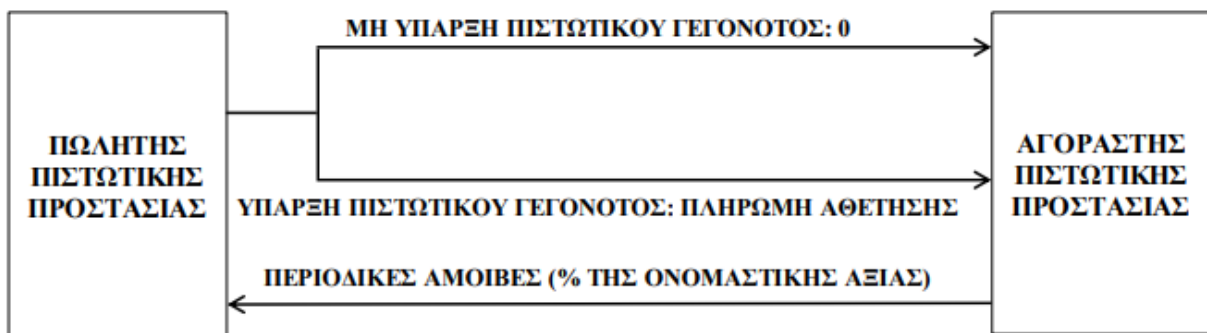 ΜΗ ΥΠΑΡΞΗ ΠΙΣΤΩΤΙΚΟΥ ΓΕΓΟΝΟΤΟΣ: 0
ΠΩΛΗΤΗΣ
ΠΙΣΤΩΤΙΚΗΣ
ΠΡΟΣΤΑΣΙΑΣ
ΑΓΟΡΑΣΤΗΣ
ΠΙΣΤΩΤΙΚΗΣ
ΠΡΟΣΤΑΣΙΑΣ
ΥΠΑΡΞΗ ΠΙΣΤΩΤΙΚΟΥ ΓΕΓΟΝΟΤΟΣ: ΠΛΗΡΩΜΗ ΑΘΕΤΗΣΗΣ
ΠΕΡΙΟΔΙΚΕΣ ΑΜΟΙΒΕΣ (% ΤΗΣ ΟΝΟΜΑΣΤΙΚΗΣ ΑΞΙΑΣ)